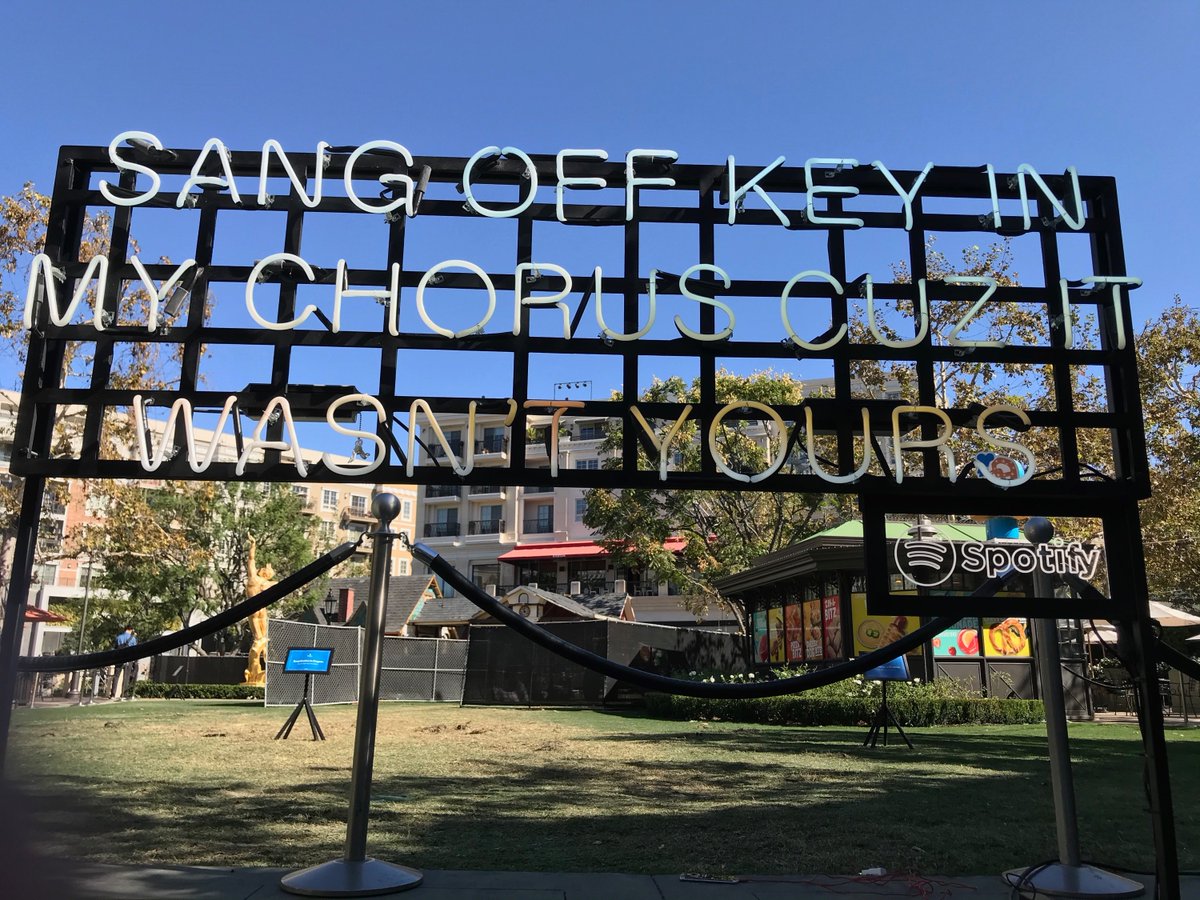 SANG OFF KEY IN
MY CHORUS CUZ IT
WASN'T YOURS
Spotify